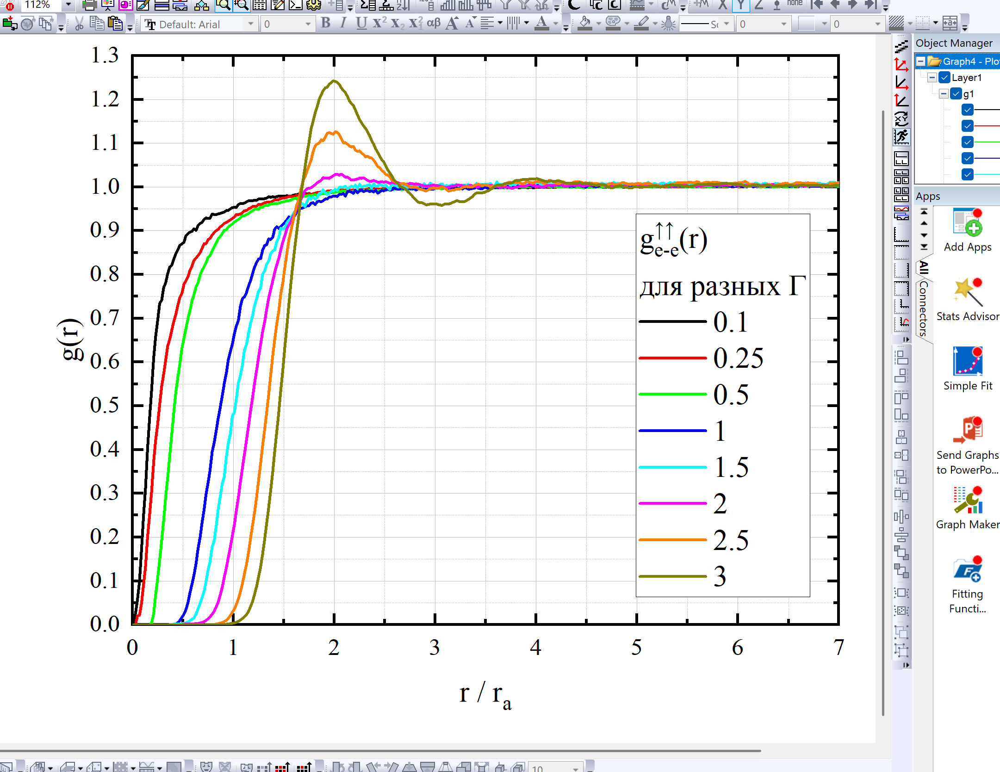 112%
none
Default: Arial
0
B I U X² X₂ αβ A A
A
0
0
Object Manager
Graph4 - Plo
Layer1
g1
Apps
Add Apps
All
Connectors
Stats Advisor
Simple Fit
Send Graphs
to PowerPo...
Graph Maker
Fitting
Functi...
1.3
1.2
1.1
1.0
0.9
0.8
0.7
0.6
0.5
0.4
0.3
0.2
0.1
0.0
g(r)
0 1 2 3 4 5 6 7
r / rₐ
g↑↑e-e(r)
для разных Γ
0.1
0.25
0.5
1
1.5
2
2.5
3
10